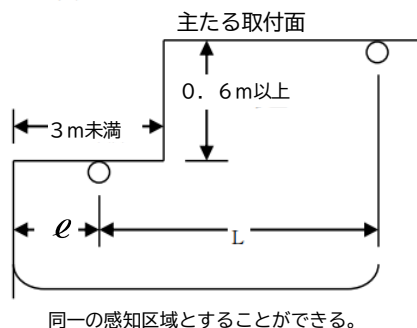 主たる取付面
０．６ｍ以上
３ｍ未満
ℓ
L
同一の感知区域とすることができる。